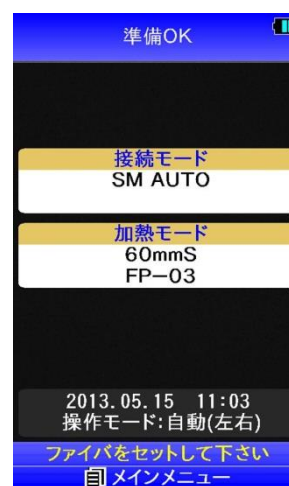 準備OK
接続モード
SM AUTO
加熱モード
60mmS
FP-03
2013.05.15 11:03
操作モード:自動(左右)
ファイバをセットして下さい
メインメニュー